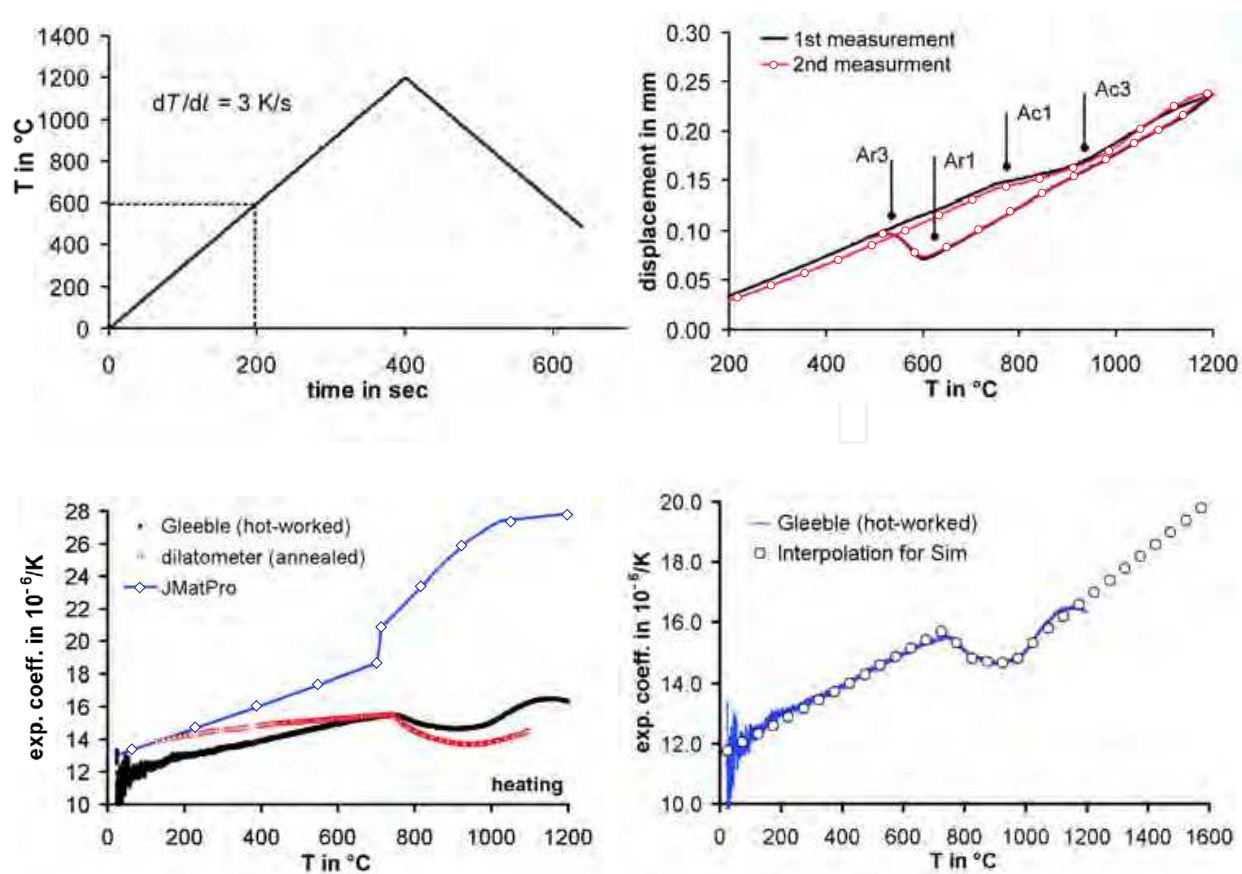 1400
1200
1000
800
600
400
200
0
T in °C
dT/dt = 3 K/s
0 200 400 600
time in sec
0.30
0.25
0.20
0.15
0.10
0.05
0.00
displacement in mm
1st measurement
2nd measurment
Ar3
Ar1
Ac1
Ac3
200 400 600 800 1000 1200
T in °C
28
26
24
22
20
18
16
14
12
10
exp. coeff. in 10⁻⁶/K
Gleeble (hot-worked)
dilatometer (annealed)
JMatPro
heating
0 200 400 600 800 1000 1200
T in °C
20.0
18.0
16.0
14.0
12.0
10.0
exp. coeff. in 10⁻⁶/K
Gleeble (hot-worked)
Interpolation for Sim
0 200 400 600 800 1000 1200 1400 1600
T in °C